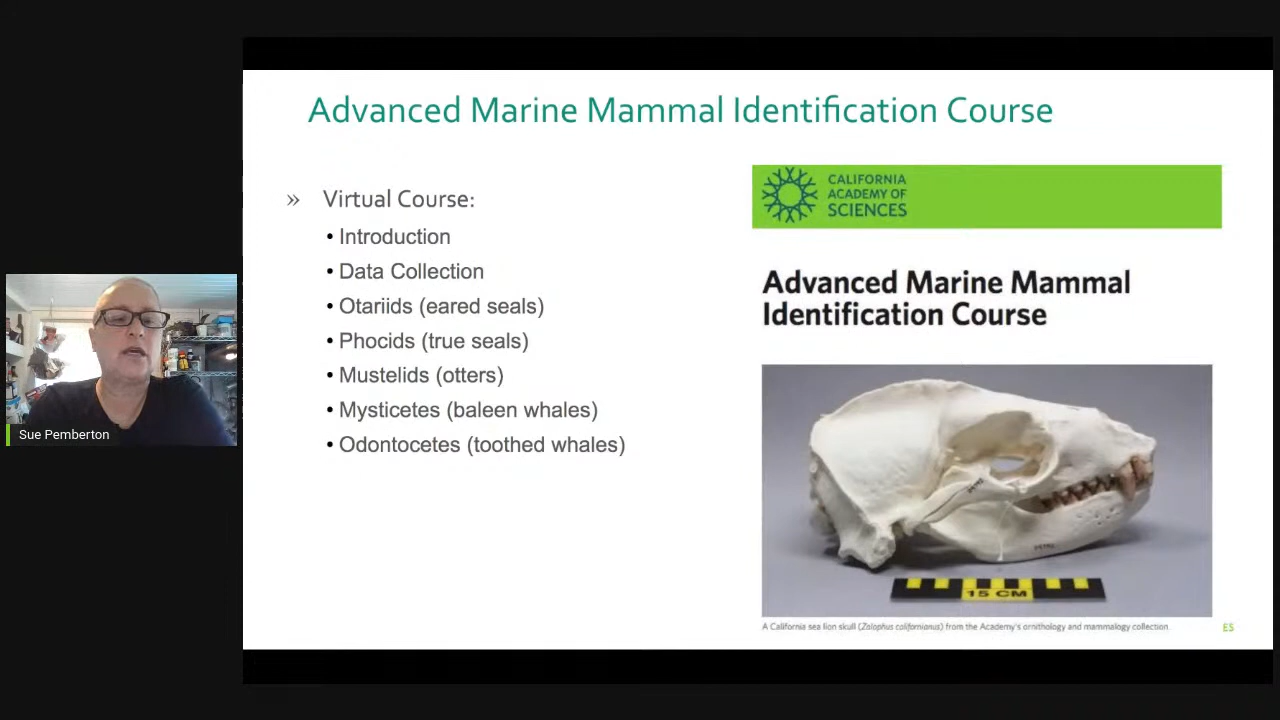 Advanced Marine Mammal Identification Course
» Virtual Course:
• Introduction
• Data Collection
• Otariids (eared seals)
• Phocids (true seals)
• Mustelids (otters)
• Mysticetes (baleen whales)
• Odontocetes (toothed whales)
CALIFORNIA
ACADEMY OF
SCIENCES
Advanced Marine Mammal
Identification Course
15 CM
A California sea lion skull (Zalophus californianus) from the Academy's ornithology and mammalogy collection.
ES
Sue Pemberton